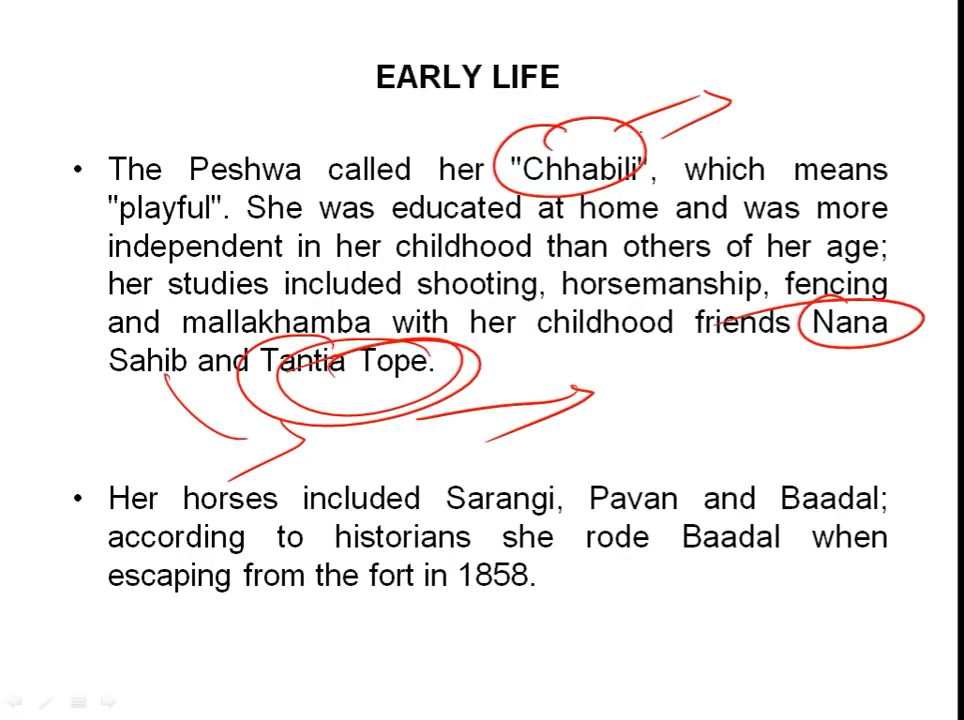 EARLY LIFE
• The Peshwa called her "Chhabili", which means
"playful". She was educated at home and was more
independent in her childhood than others of her age;
her studies included shooting, horsemanship, fencing
and mallakhamba with her childhood friends Nana
Sahib and Tantia Tope.
• Her horses included Sarangi, Pavan and Baadal;
according to historians she rode Baadal when
escaping from the fort in 1858.